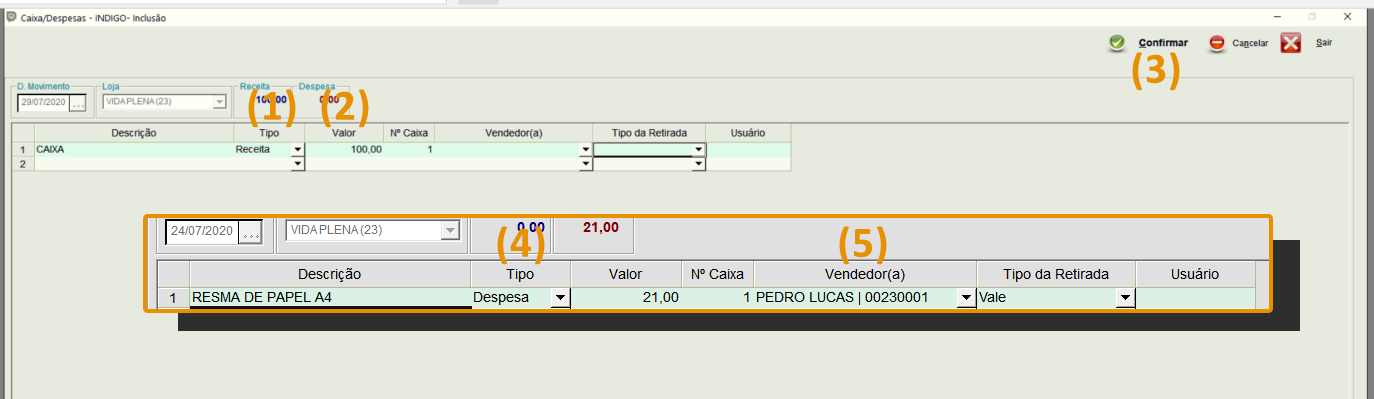 Caixa/Despesas - INDIGO- Inclusão
Confirmar Cancelar Sair
(3)
D. Movimento Loja Receita Despesa
29/07/2020 ... VIDA PLENA (23) 100,00 0,00
(1) (2)
Descrição Tipo Valor Nº Caixa Vendedor(a) Tipo da Retirada Usuário
1 CAIXA Receita 100,00 1
2
24/07/2020 ... VIDA PLENA (23) 0,00 21,00
(4) (5)
Descrição Tipo Valor Nº Caixa Vendedor(a) Tipo da Retirada Usuário
1 RESMA DE PAPEL A4 Despesa 21,00 1 PEDRO LUCAS | 00230001 Vale